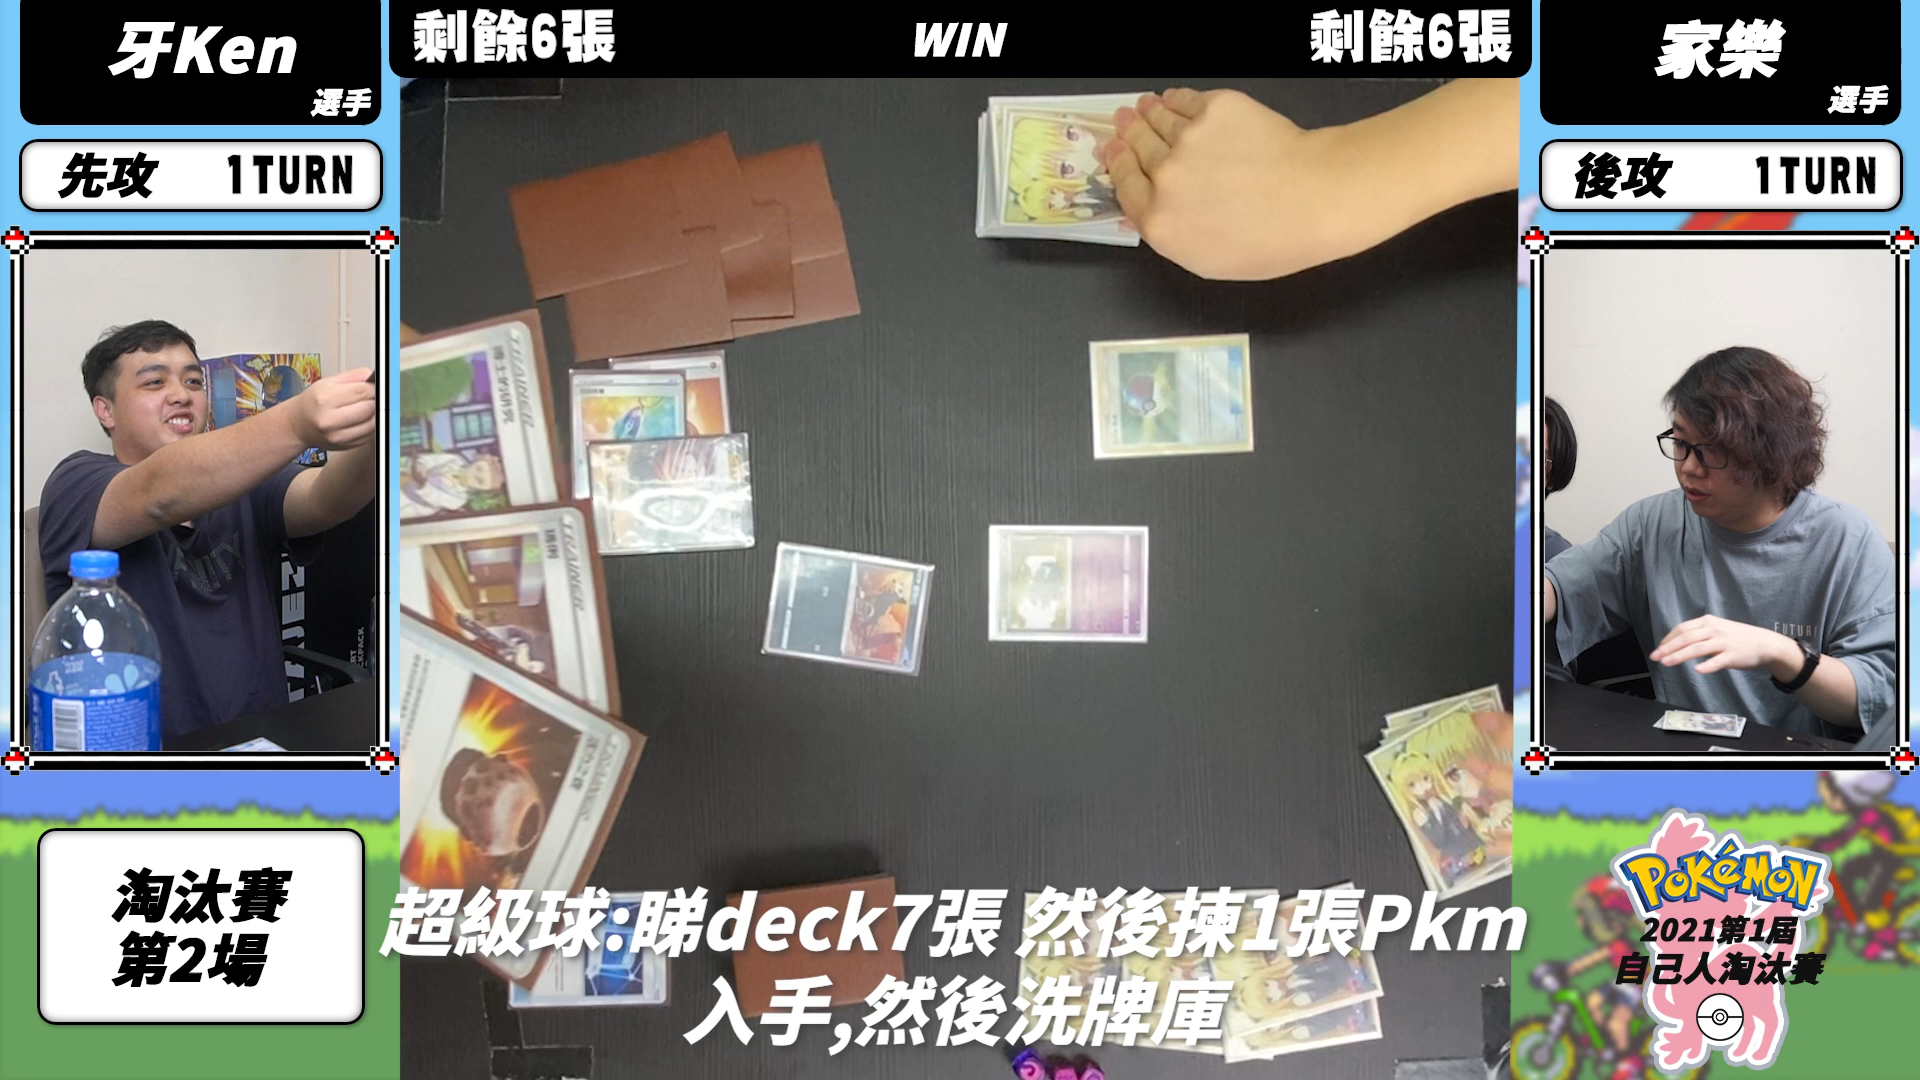 牙Ken
選手
先攻 1TURN
剩餘6張
WIN
剩餘6張
家樂
選手
後攻 1TURN
TRAINER
TRAINER
FUTURE
淘汰賽
第2場
超級球:睇deck7張 然後揀1張Pkm
入手,然後洗牌庫
POKéMON
2021第1屆
自己人淘汰賽